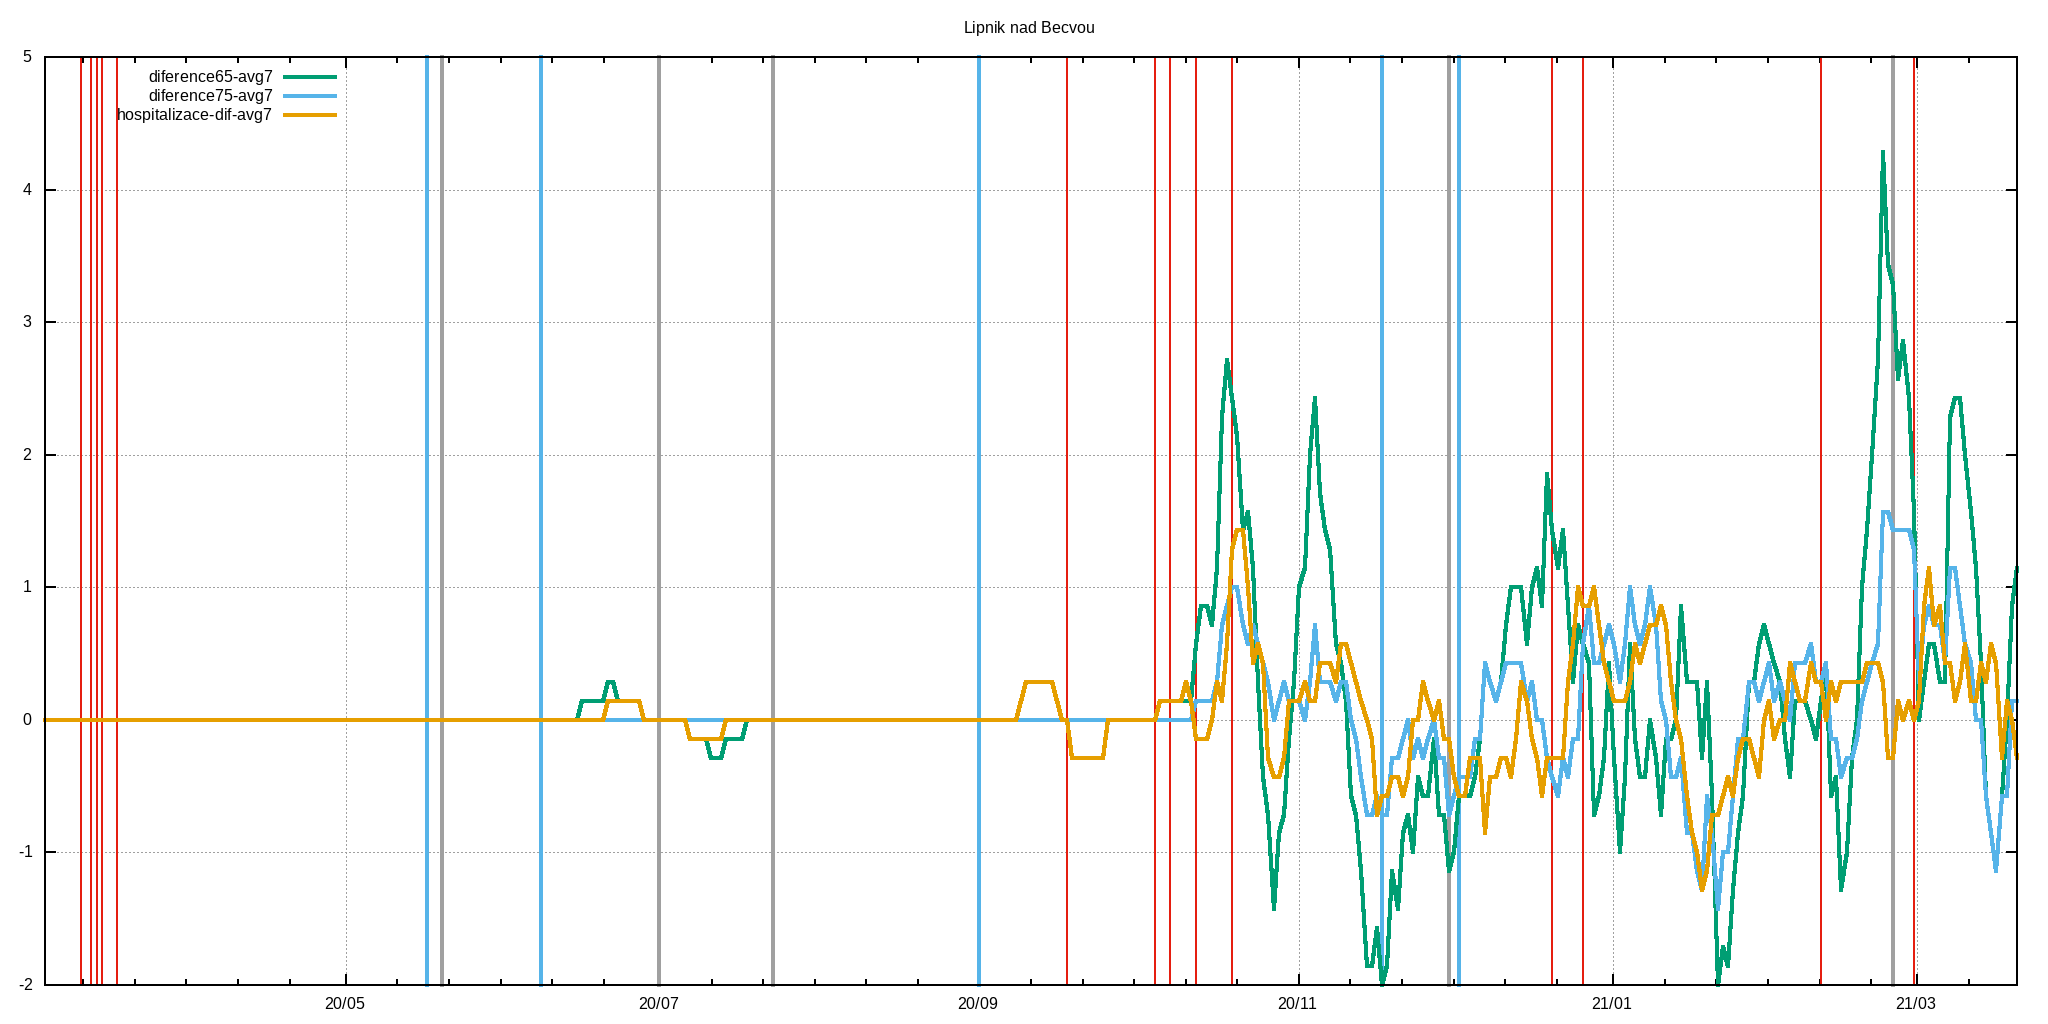 Lipnik nad Becvou
diference65-avg7
diference75-avg7
hospitalizace-dif-avg7
5
4
3
2
1
0
-1
-2
20/05 20/07 20/09 20/11 21/01 21/03